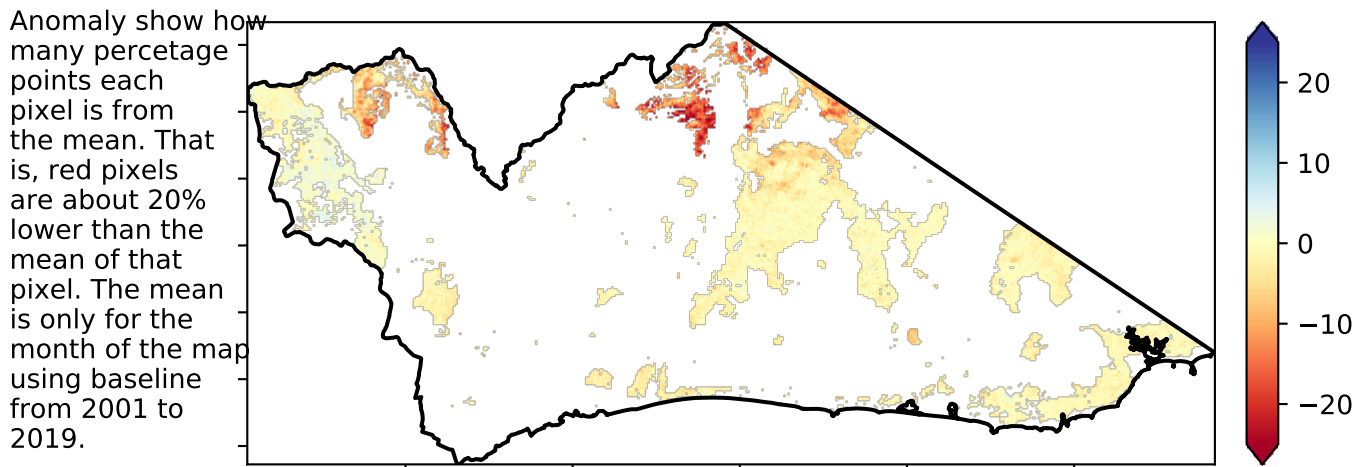 Anomaly show how
many percetage
points each
pixel is from
the mean. That
is, red pixels
are about 20%
lower than the
mean of that
pixel. The mean
is only for the
month of the map
using baseline
from 2001 to
2019.
20
10
0
−10
−20